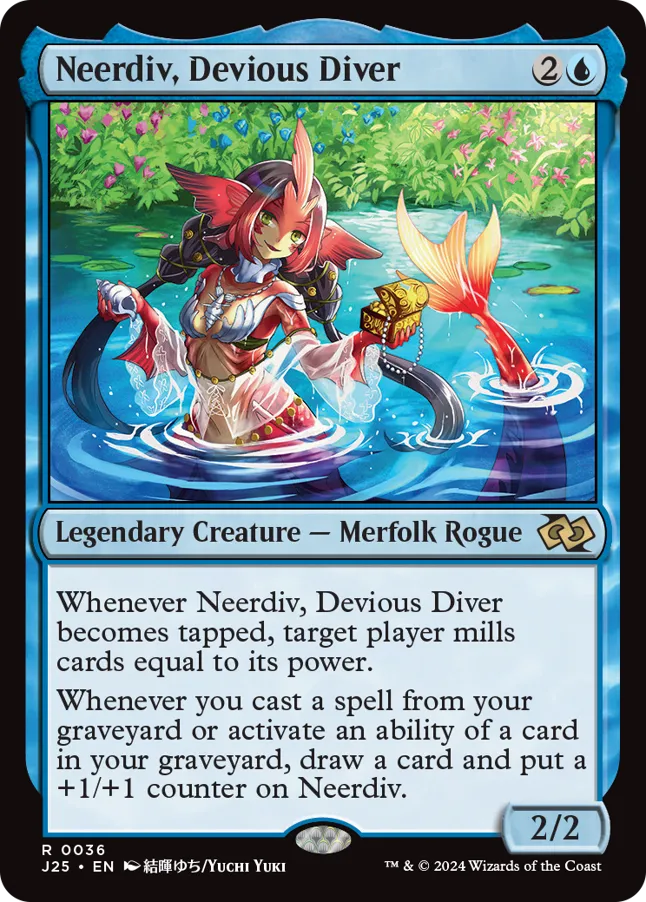 Neerdiv, Devious Diver 2
Legendary Creature — Merfolk Rogue
Whenever Neerdiv, Devious Diver
becomes tapped, target player mills
cards equal to its power.
Whenever you cast a spell from your
graveyard or activate an ability of a card
in your graveyard, draw a card and put a
+1/+1 counter on Neerdiv.
2/2
R 0036
J25 • EN 結暉ゆち/Yuchi Yuki ™ & © 2024 Wizards of the Coast